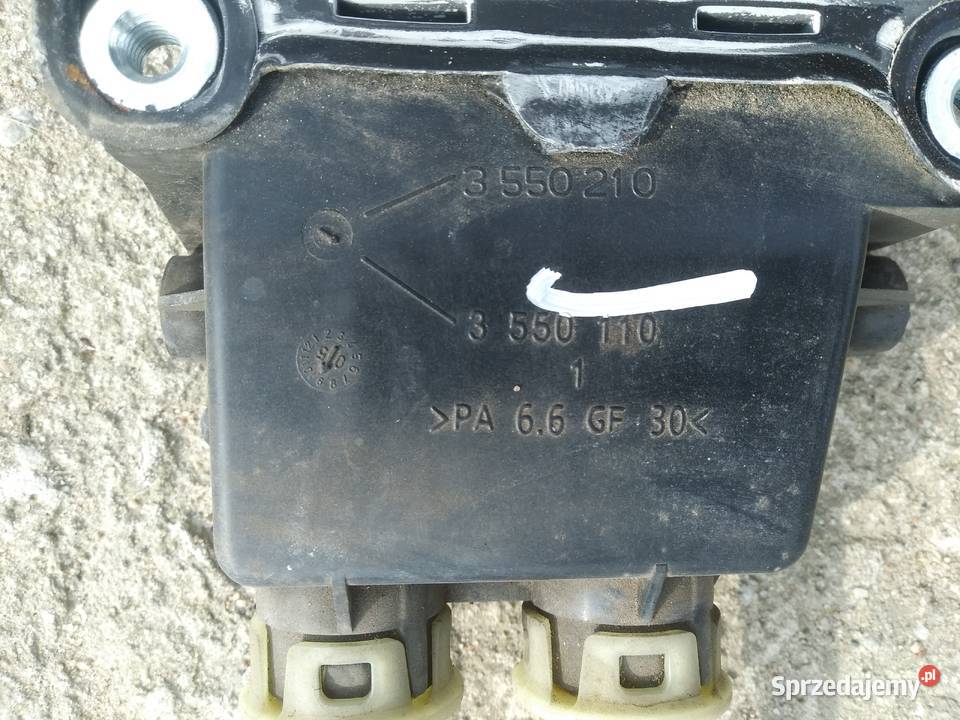 3 550 210
3 550 110
1
>PA 6.6 GF 30<
Sprzedajemy.pl